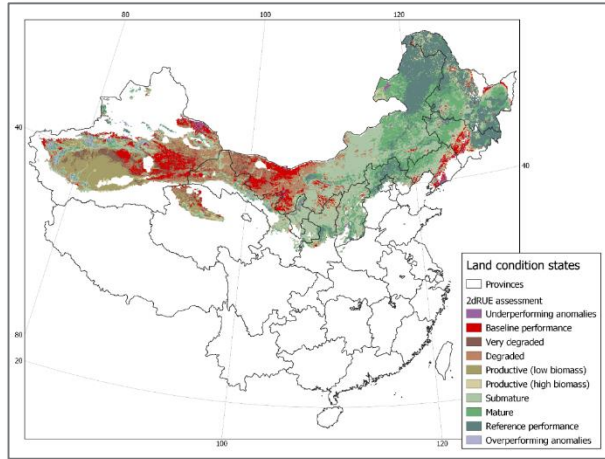 80 100 120
40
40
80
20
100 120
Land condition states
Provinces
2dRUE assessment
Underperforming anomalies
Baseline performance
Very degraded
Degraded
Productive (low biomass)
Productive (high biomass)
Submature
Mature
Reference performance
Overperforming anomalies